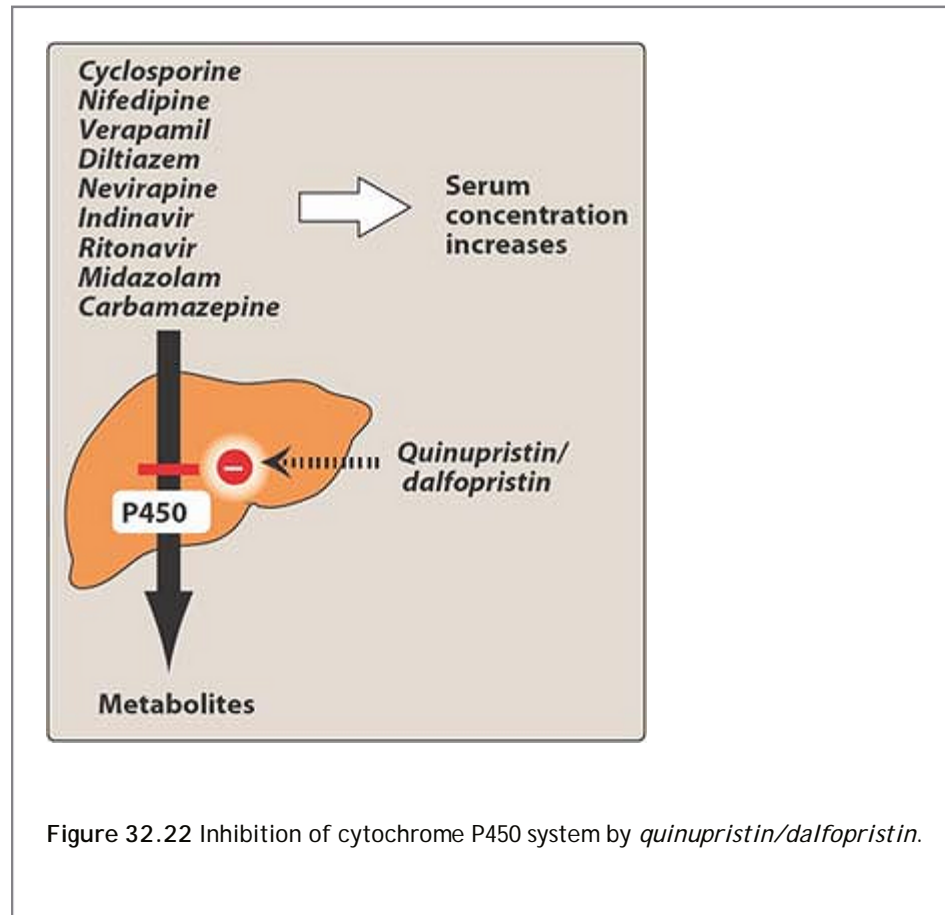 Cyclosporine
Nifedipine
Verapamil
Diltiazem
Nevirapine
Indinavir
Ritonavir
Midazolam
Carbamazepine
Serum
concentration
increases
Quinupristin/
dalfopristin
P450
Metabolites
Figure 32.22 Inhibition of cytochrome P450 system by quinupristin/dalfopristin.